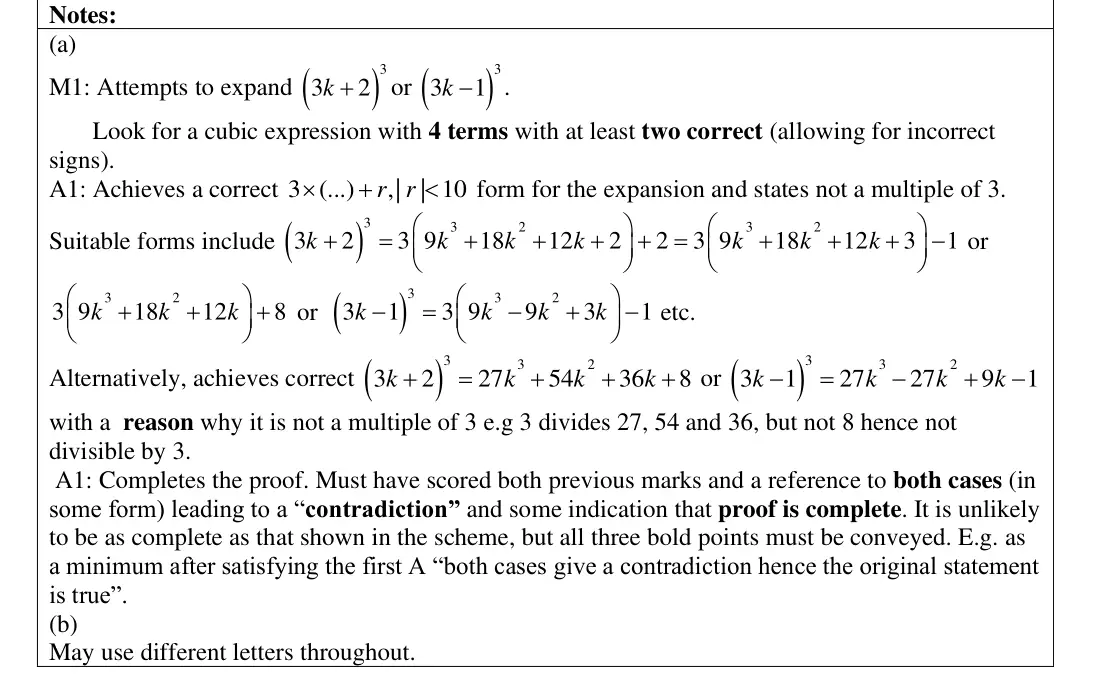 Notes:
(a)
M1: Attempts to expand (3k + 2)³ or (3k − 1)³.
Look for a cubic expression with 4 terms with at least two correct (allowing for incorrect
signs).
A1: Achieves a correct 3×(...) + r, | r |< 10 form for the expansion and states not a multiple of 3.
Suitable forms include (3k + 2)³ = 3(9k³ + 18k² + 12k + 2) + 2 = 3(9k³ + 18k² + 12k + 3) − 1 or
3(9k³ + 18k² + 12k) + 8 or (3k − 1)³ = 3(9k³ − 9k² + 3k) − 1 etc.
Alternatively, achieves correct (3k + 2)³ = 27k³ + 54k² + 36k + 8 or (3k − 1)³ = 27k³ − 27k² + 9k − 1
with a reason why it is not a multiple of 3 e.g 3 divides 27, 54 and 36, but not 8 hence not
divisible by 3.
A1: Completes the proof. Must have scored both previous marks and a reference to both cases (in
some form) leading to a “contradiction” and some indication that proof is complete. It is unlikely
to be as complete as that shown in the scheme, but all three bold points must be conveyed. E.g. as
a minimum after satisfying the first A “both cases give a contradiction hence the original statement
is true”.
(b)
May use different letters throughout.